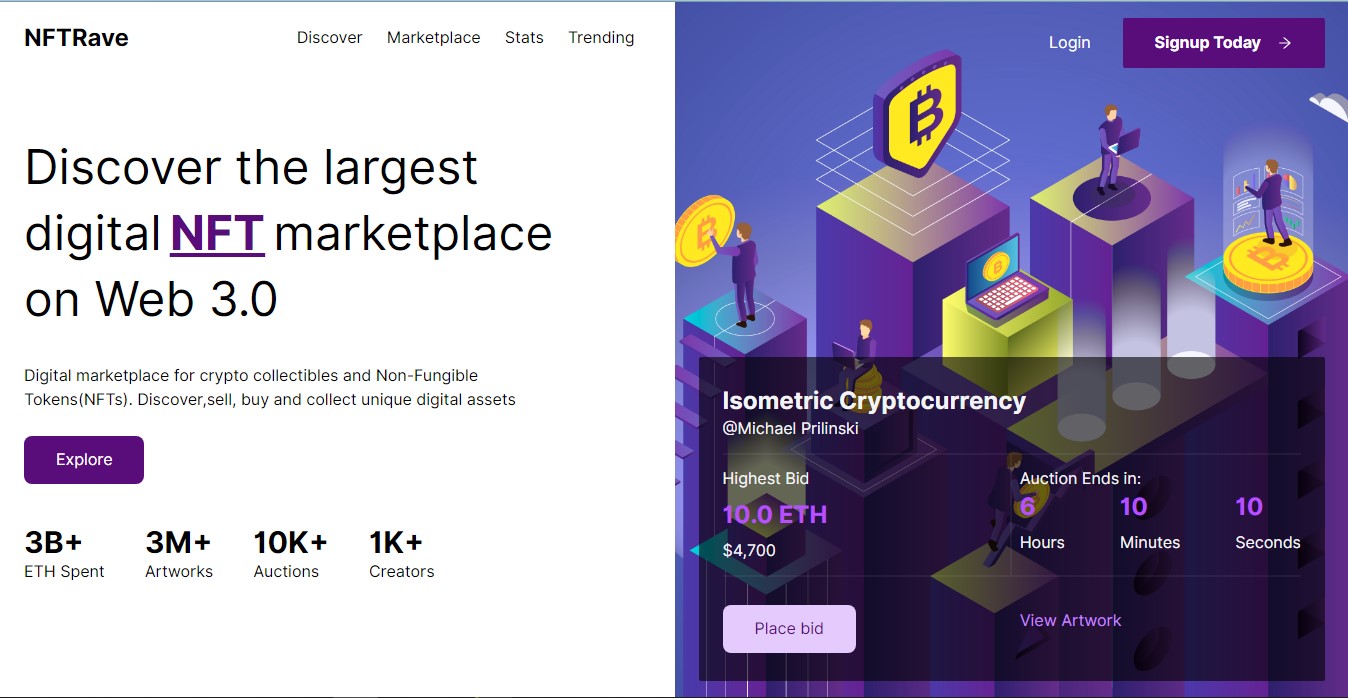 NFTRave
Discover Marketplace Stats Trending
Login
Signup Today →
Discover the largest
digital NFT marketplace
on Web 3.0
Digital marketplace for crypto collectibles and Non-Fungible
Tokens(NFTs). Discover,sell, buy and collect unique digital assets
Explore
3B+ 3M+ 10K+ 1K+
ETH Spent Artworks Auctions Creators
Isometric Cryptocurrency
@Michael Prilinski
Highest Bid
10.0 ETH
$4,700
Auction Ends in:
6 10 10
Hours Minutes Seconds
Place bid
View Artwork